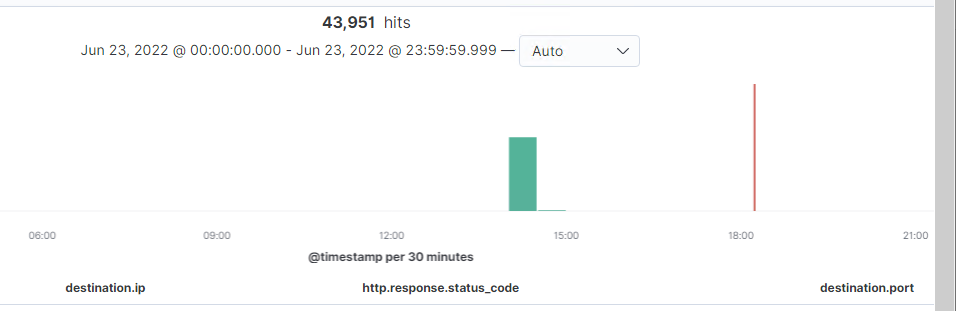 43,951 hits
Jun 23, 2022 @ 00:00:00.000 - Jun 23, 2022 @ 23:59:59.999 — Auto
06:00 09:00 12:00 15:00 18:00 21:00
@timestamp per 30 minutes
destination.ip http.response.status_code destination.port